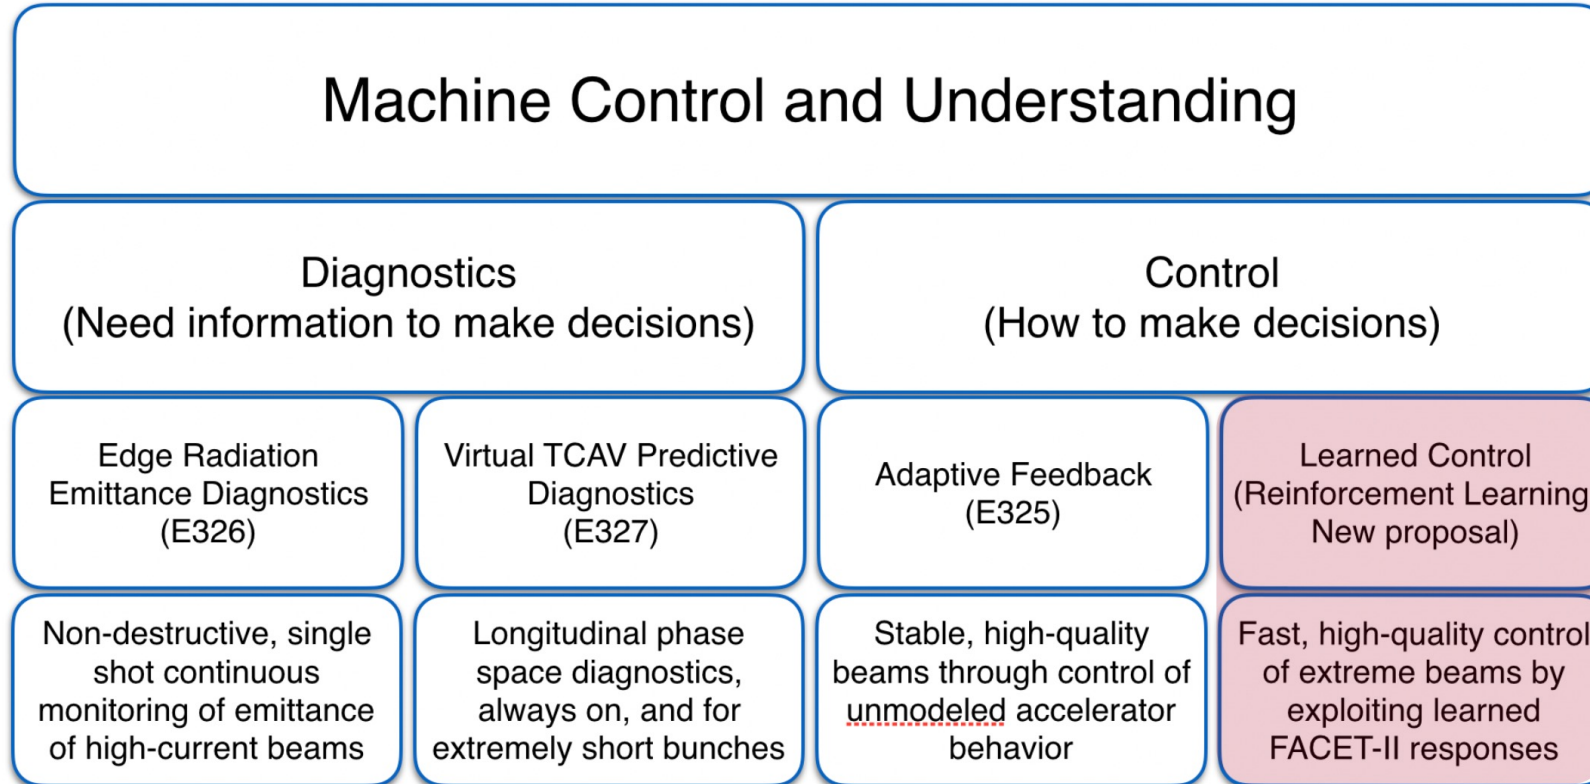 Machine Control and Understanding
Diagnostics
(Need information to make decisions)
Control
(How to make decisions)
Edge Radiation
Emittance Diagnostics
(E326)
Virtual TCAV Predictive
Diagnostics
(E327)
Adaptive Feedback
(E325)
Learned Control
(Reinforcement Learning
New proposal)
Non-destructive, single
shot continuous
monitoring of emittance
of high-current beams
Longitudinal phase
space diagnostics,
always on, and for
extremely short bunches
Stable, high-quality
beams through control of
unmodeled accelerator
behavior
Fast, high-quality control
of extreme beams by
exploiting learned
FACET-II responses